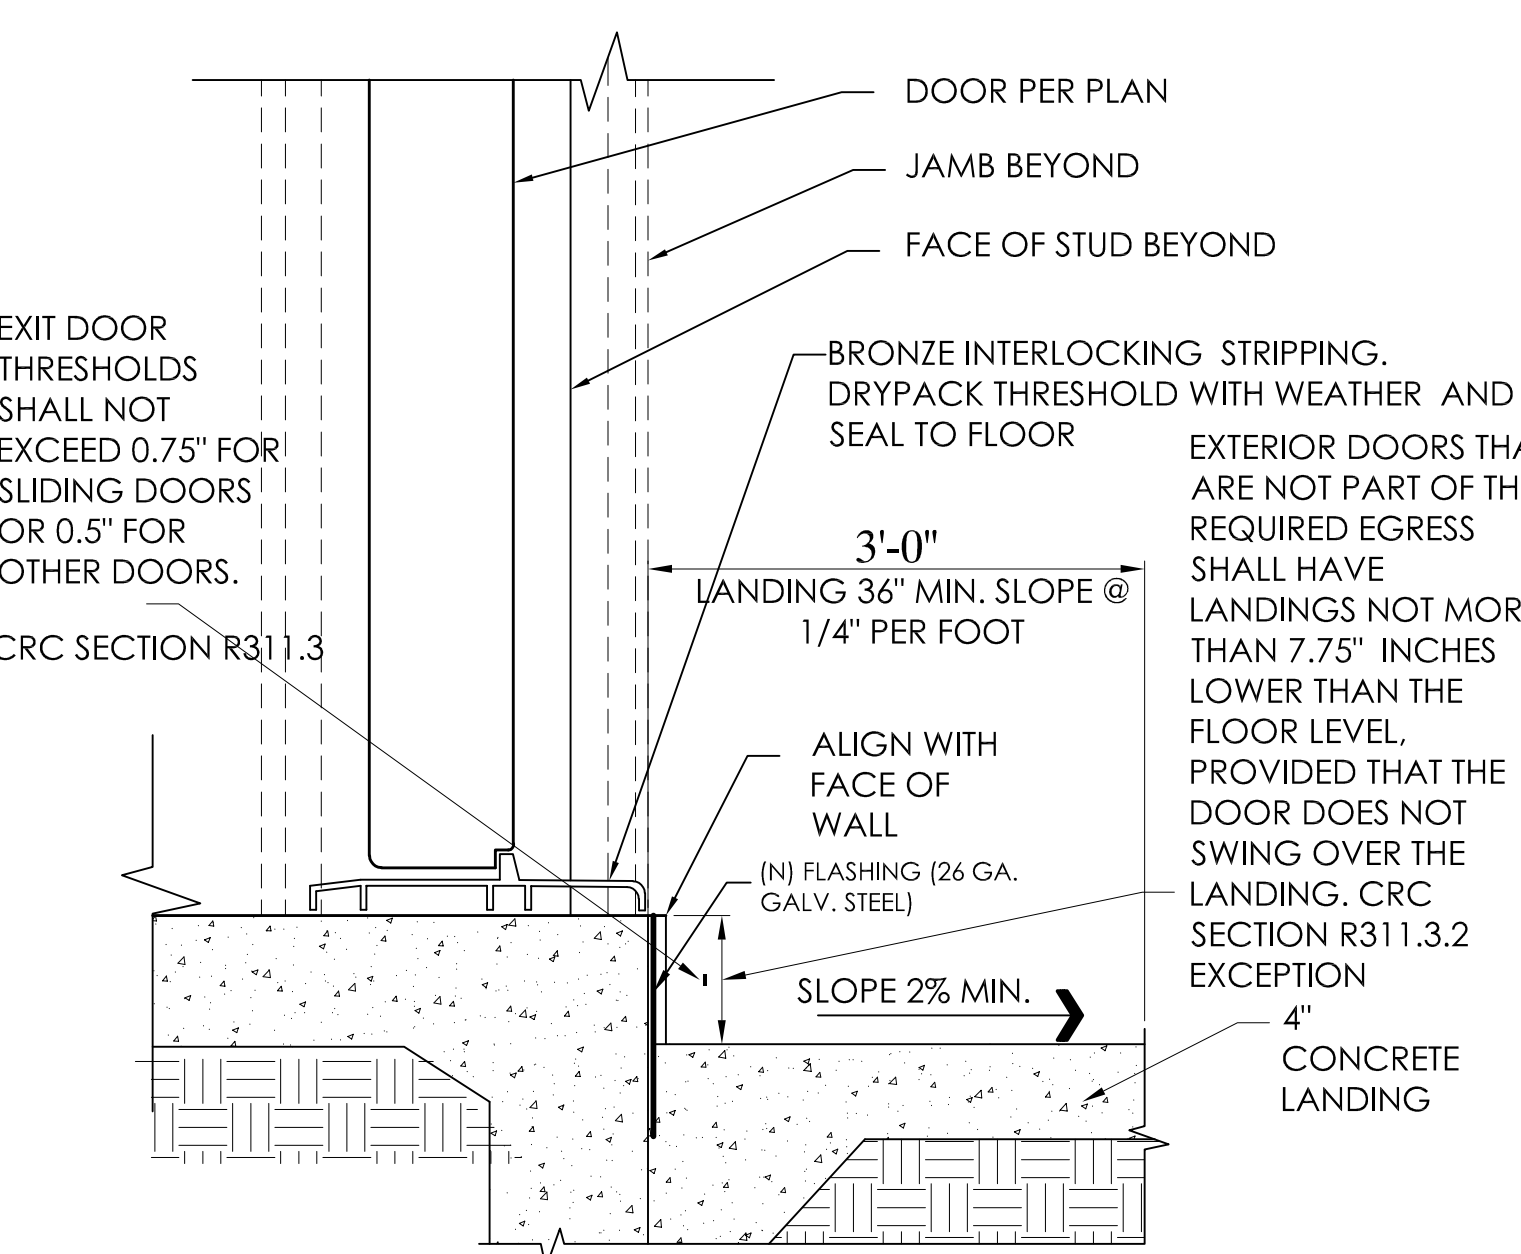 DOOR PER PLAN
JAMB BEYOND
FACE OF STUD BEYOND
EXIT DOOR
THRESHOLDS
SHALL NOT
EXCEED 0.75" FOR
SLIDING DOORS
OR 0.5" FOR
OTHER DOORS.
CRC SECTION R311.3
BRONZE INTERLOCKING STRIPPING.
DRYPACK THRESHOLD WITH WEATHER AND
SEAL TO FLOOR
3'-0"
LANDING 36" MIN. SLOPE @
1/4" PER FOOT
EXTERIOR DOORS THA
ARE NOT PART OF TH
REQUIRED EGRESS
SHALL HAVE
LANDINGS NOT MOR
THAN 7.75" INCHES
LOWER THAN THE
FLOOR LEVEL,
PROVIDED THAT THE
DOOR DOES NOT
SWING OVER THE
LANDING. CRC
SECTION R311.3.2
EXCEPTION
ALIGN WITH
FACE OF
WALL
(N) FLASHING (26 GA.
GALV. STEEL)
SLOPE 2% MIN.
4"
CONCRETE
LANDING